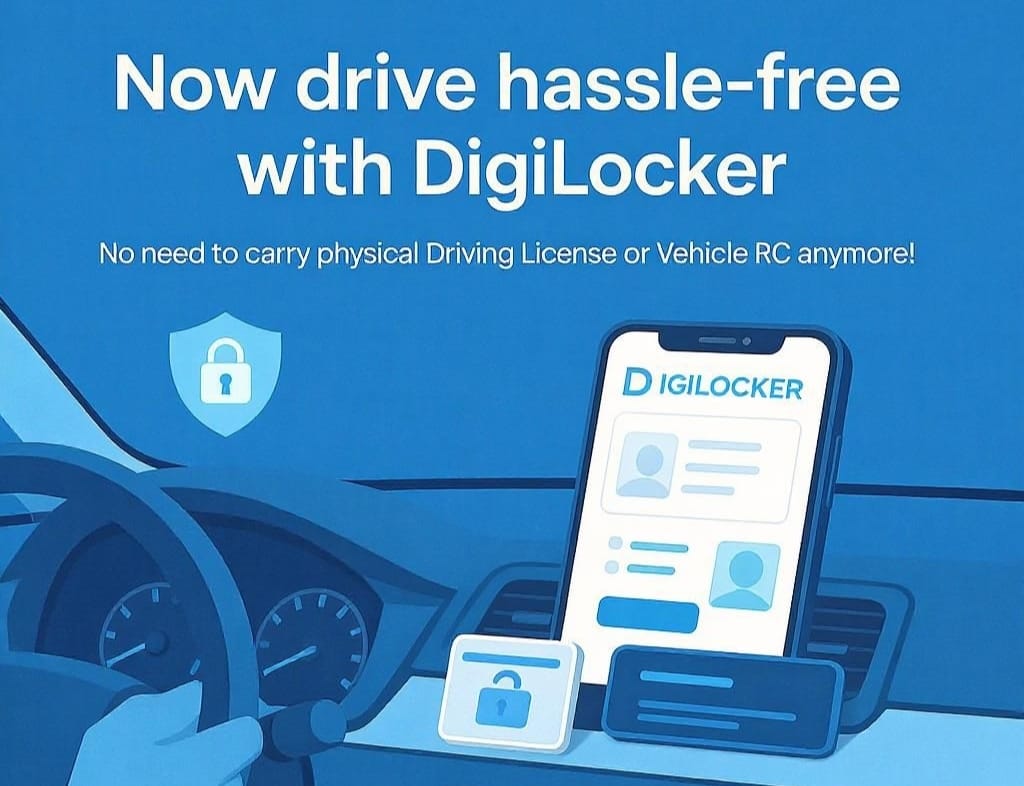 Now drive hassle-free
with DigiLocker
No need to carry physical Driving License or Vehicle RC anymore!
DIGILOCKER